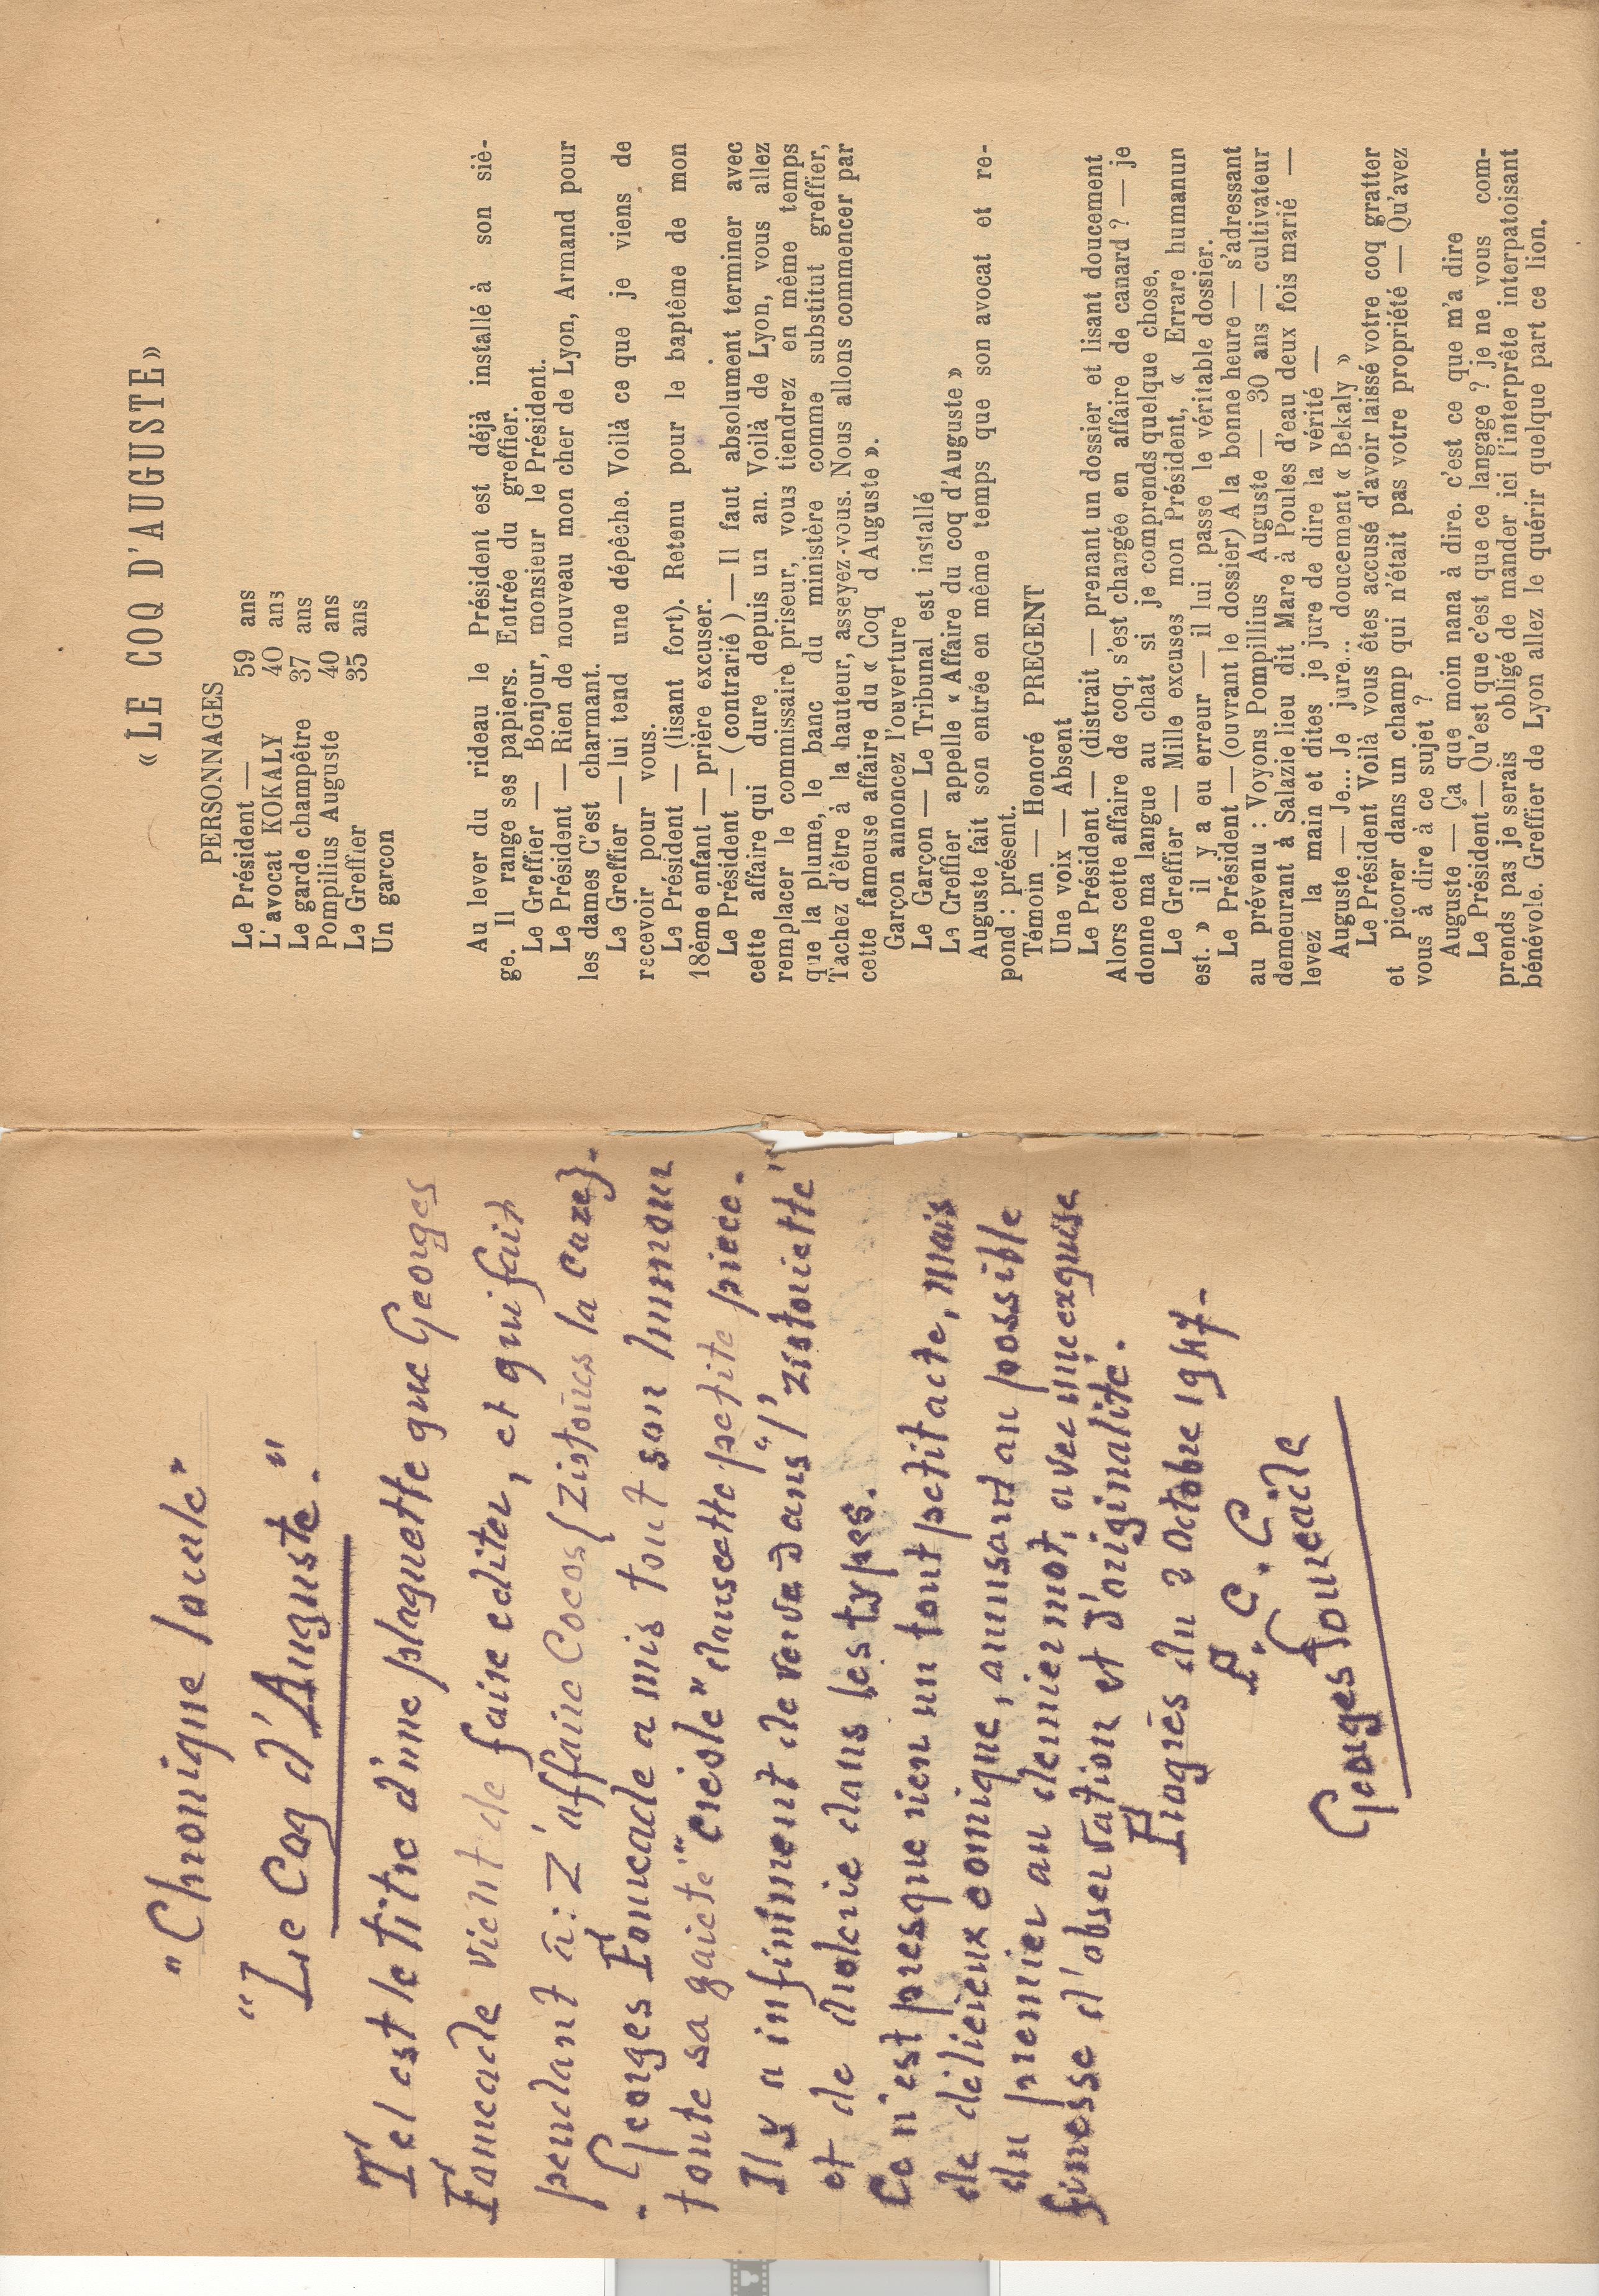 "Chronique locale"
"Le Coq d'Auguste."
Tel est le titre d'une plaquette que Georges
Foucade vient de faire editer, et qui fait
pendant à: Z'affaire Cocos (Zistoires la caze).
. Georges Foucade a mis tout son humour
toute sa gaieté "créole" dans cette petite pièce.
Il y a infiniment de verve dans "l'Zistoriette"
et de drolerie dans les types.
Ce n'est presque rien un tout petit acte, mais
de délicieux comique, amusant au possible
du premier au dernier mot, avec une exquise
finesse d'observation et d'originalité.
Progrès du 2 Octobre 1947-
P. C. C.
Georges Foucade
« LE COQ D'AUGUSTE »
PERSONNAGES
Le Président — 59 ans
L'avocat KOKALY 40 ans
Le garde champêtre 37 ans
Pompilius Auguste 40 ans
Le Greffier 35 ans
Un garçon
Au lever du rideau le Président est déjà installé à son siè-
ge. Il range ses papiers. Entrée du greffier.
Le Greffier — Bonjour, monsieur le Président.
Le Président — Rien de nouveau mon cher de Lyon, Armand pour
les dames C'est charmant.
Le Greffier — lui tend une dépêche. Voilà ce que je viens de
recevoir pour vous.
Le Président — (lisant fort). Retenu pour le baptême de mon
18ème enfant — prière excuser.
Le Président — (contrarié) — Il faut absolument terminer avec
cette affaire qui dure depuis un an. Voilà de Lyon, vous allez
remplacer le commissaire priseur, vous tiendrez en même temps
que la plume, le banc du ministère comme substitut greffier,
Tachez d'être à la hauteur, asseyez-vous. Nous allons commencer par
cette fameuse affaire du « Coq d'Auguste ».
Garçon annoncez l'ouverture
Le Garçon — Le Tribunal est installé
Le Greffier appelle « Affaire du coq d'Auguste »
Auguste fait son entrée en même temps que son avocat et re-
pond : présent.
Témoin — Honoré PREGENT
Une voix — Absent
Le Président — (distrait — prenant un dossier et lisant doucement
Alors cette affaire de coq, s'est changée en affaire de canard ? — je
donne ma langue au chat si je comprends quelque chose,
Le Greffier — Mille excuses mon Président, « Errare humanun
est. » il y a eu erreur — il lui passe le véritable dossier.
Le Président — (ouvrant le dossier) A la bonne heure — s'adressant
au prévenu : Voyons Pompillius Auguste — 30 ans — cultivateur
demeurant à Salazie lieu dit Mare à Poules d'eau deux fois marié —
levez la main et dites je jure de dire la vérité —
Auguste — Je... Je jure... doucement « Bekaly »
Le Président Voilà vous êtes accusé d'avoir laissé votre coq gratter
et picorer dans un champ qui n'était pas votre propriété — Qu'avez
vous à dire à ce sujet ?
Auguste — Ça que moin nana à dire. c'est ce que m'a dire
Le Président — Qu'est que c'est que ce langage ? je ne vous com-
prends pas je serais obligé de mander ici l'interprête interpatoisant
bénévole. Greffier de Lyon allez le quérir quelque part ce lion.